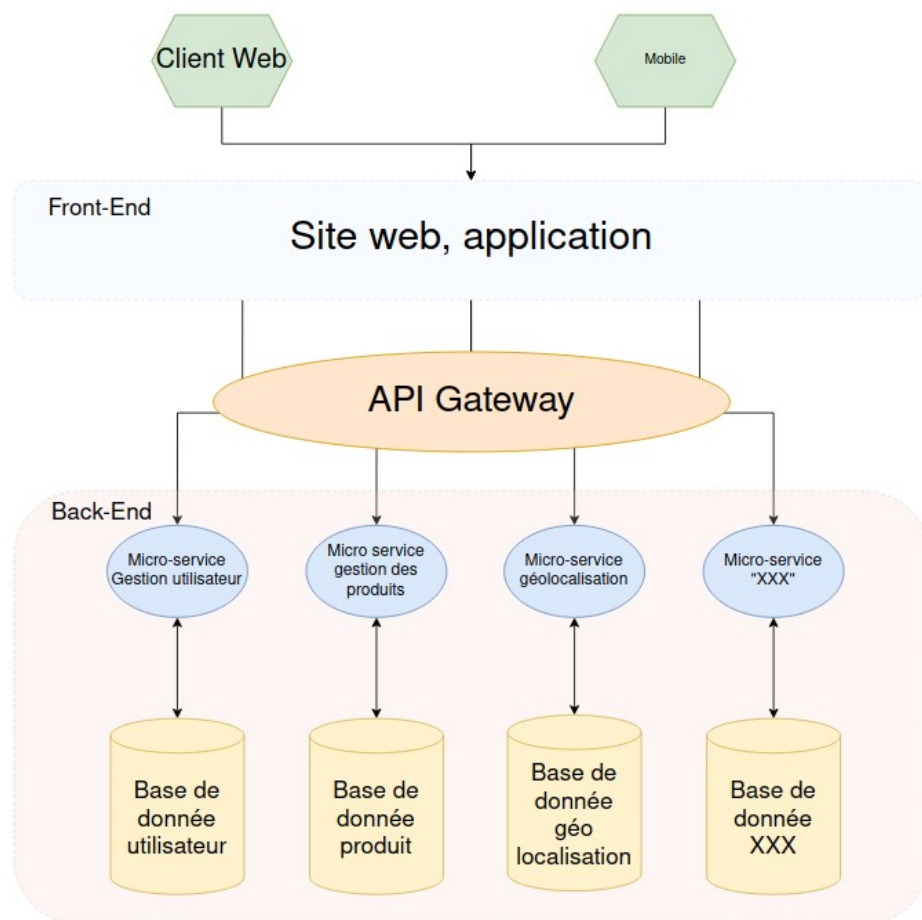 Client Web
Mobile
Front-End
Site web, application
API Gateway
Back-End
Micro-service
Gestion utilisateur
Micro service
gestion des
produits
Micro-service
géolocalisation
Micro-service
"XXX"
Base de
donnée
utilisateur
Base de
donnée
produit
Base de
donnée
géo
localisation
Base de
donnée
XXX